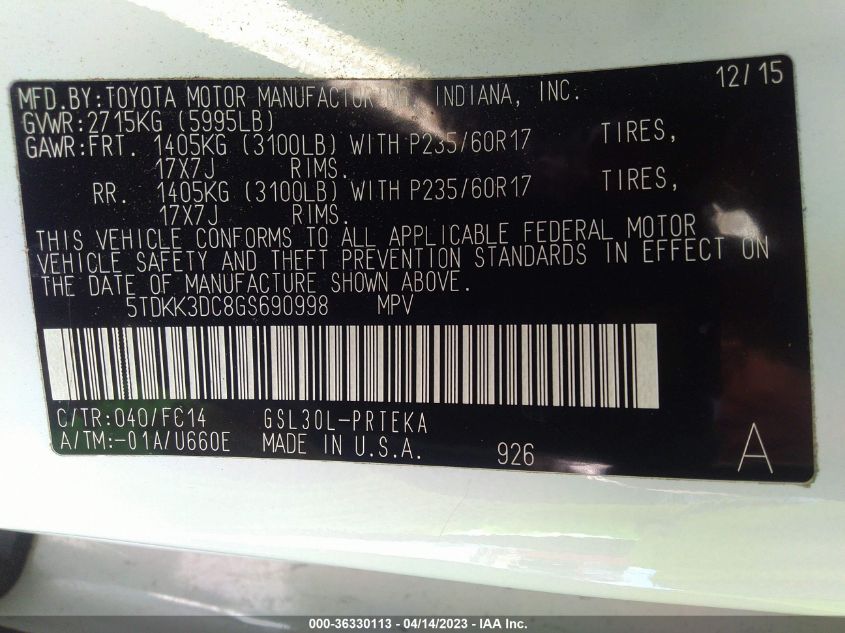 12/15
MFD.BY:TOYOTA MOTOR MANUFACTURING, INDIANA, INC.
GVWR:2715KG (5995LB)
GAWR:FRT. 1405KG (3100LB) WITH P235/60R17 TIRES,
17X7J RIMS.
RR. 1405KG (3100LB) WITH P235/60R17 TIRES,
17X7J RIMS.
THIS VEHICLE CONFORMS TO ALL APPLICABLE FEDERAL MOTOR
VEHICLE SAFETY AND THEFT PREVENTION STANDARDS IN EFFECT ON
THE DATE OF MANUFACTURE SHOWN ABOVE.
5TDKK3DC8GS690998 MPV
C/TR:040/FC14 GSL30L-PRTEKA
A/TM:-01A/U660E MADE IN U.S.A. 926 A
000-36330113 - 04/14/2023 - IAA Inc.